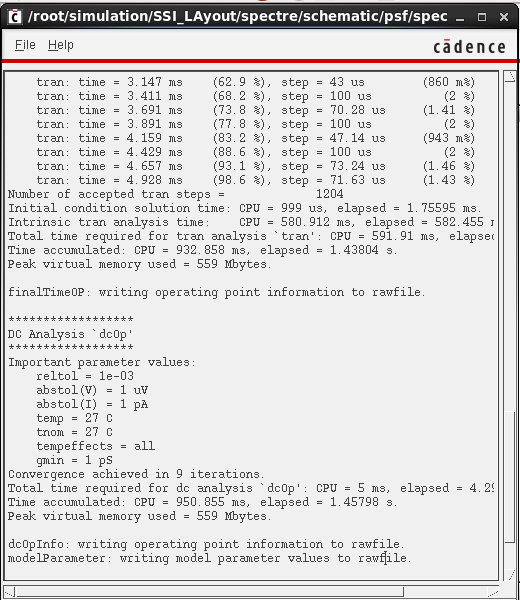 /root/simulation/SSI_LAyout/spectre/schematic/psf/spec
File Help
cādence
tran: time = 3.147 ms (62.9 %), step = 43 us (860 m%)
tran: time = 3.411 ms (68.2 %), step = 100 us (2 %)
tran: time = 3.691 ms (73.8 %), step = 70.28 us (1.41 %)
tran: time = 3.891 ms (77.8 %), step = 100 us (2 %)
tran: time = 4.159 ms (83.2 %), step = 47.14 us (943 m%)
tran: time = 4.429 ms (88.6 %), step = 100 us (2 %)
tran: time = 4.657 ms (93.1 %), step = 73.24 us (1.46 %)
tran: time = 4.928 ms (98.6 %), step = 71.63 us (1.43 %)
Number of accepted tran steps = 1204
Initial condition solution time: CPU = 999 us, elapsed = 1.75595 ms.
Intrinsic tran analysis time: CPU = 580.912 ms, elapsed = 582.455 m
Total time required for tran analysis `tran': CPU = 591.91 ms, elapsed
Time accumulated: CPU = 932.858 ms, elapsed = 1.43804 s.
Peak virtual memory used = 559 Mbytes.
finalTimeOP: writing operating point information to rawfile.
******************
DC Analysis `dcOp'
******************
Important parameter values:
reltol = 1e-03
abstol(V) = 1 uV
abstol(I) = 1 pA
temp = 27 C
tnom = 27 C
tempeffects = all
gmin = 1 pS
Convergence achieved in 9 iterations.
Total time required for dc analysis `dcOp': CPU = 5 ms, elapsed = 4.29
Time accumulated: CPU = 950.855 ms, elapsed = 1.45798 s.
Peak virtual memory used = 559 Mbytes.
dcOpInfo: writing operating point information to rawfile.
modelParameter: writing model parameter values to rawfile.